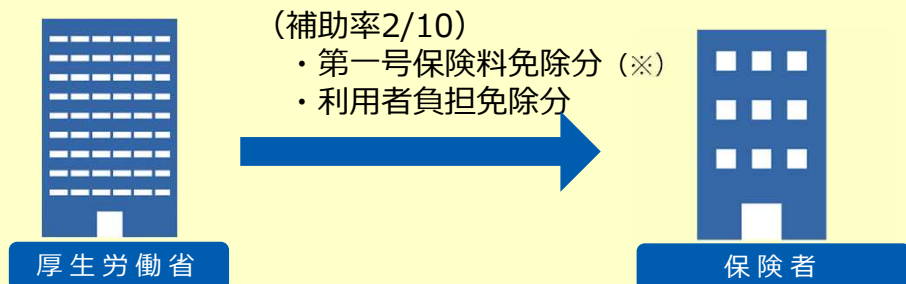 （補助率2/10）
・第一号保険料免除分（※）
・利用者負担免除分
厚生労働省
保険者